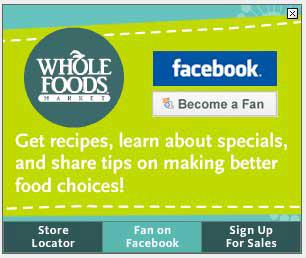 WHOLE
FOODS
MARKET
facebook.
Become a Fan
Get recipes, learn about specials,
and share tips on making better
food choices!
Store
Locator
Fan on
Facebook
Sign Up
For Sales